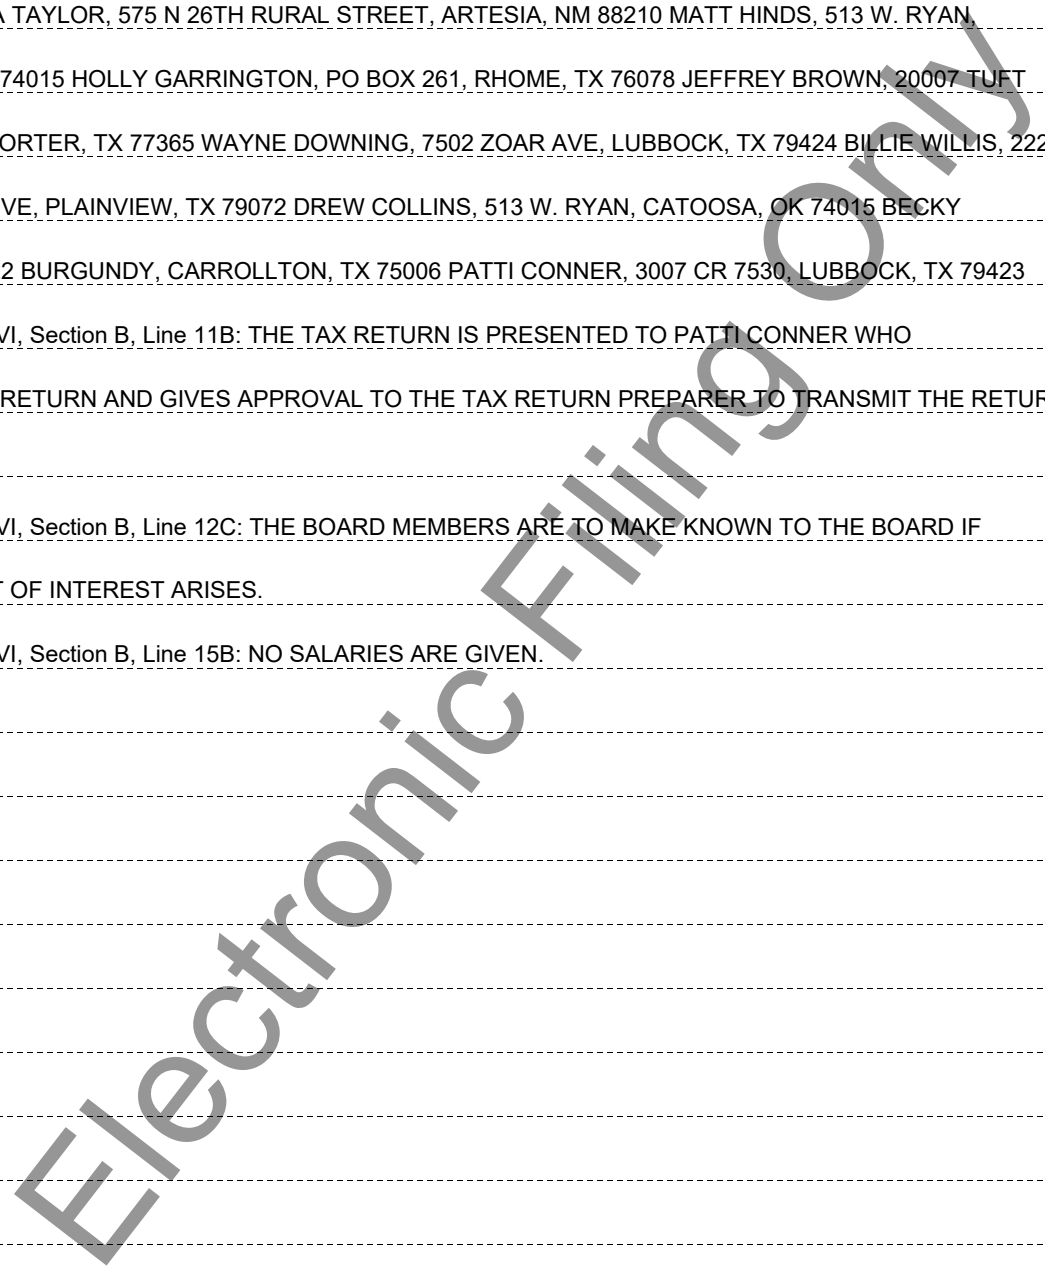 A TAYLOR, 575 N 26TH RURAL STREET, ARTESIA, NM 88210 MATT HINDS, 513 W. RYAN,
74015 HOLLY GARRINGTON, PO BOX 261, RHOME, TX 76078 JEFFREY BROWN, 20007 TUFT
ORTER, TX 77365 WAYNE DOWNING, 7502 ZOAR AVE, LUBBOCK, TX 79424 BILLIE WILLIS, 222
VE, PLAINVIEW, TX 79072 DREW COLLINS, 513 W. RYAN, CATOOSA, OK 74015 BECKY
2 BURGUNDY, CARROLLTON, TX 75006 PATTI CONNER, 3007 CR 7530, LUBBOCK, TX 79423
VI, Section B, Line 11B: THE TAX RETURN IS PRESENTED TO PATTI CONNER WHO
RETURN AND GIVES APPROVAL TO THE TAX RETURN PREPARER TO TRANSMIT THE RETUR
VI, Section B, Line 12C: THE BOARD MEMBERS ARE TO MAKE KNOWN TO THE BOARD IF
T OF INTEREST ARISES.
VI, Section B, Line 15B: NO SALARIES ARE GIVEN.
Electronic Filing Only